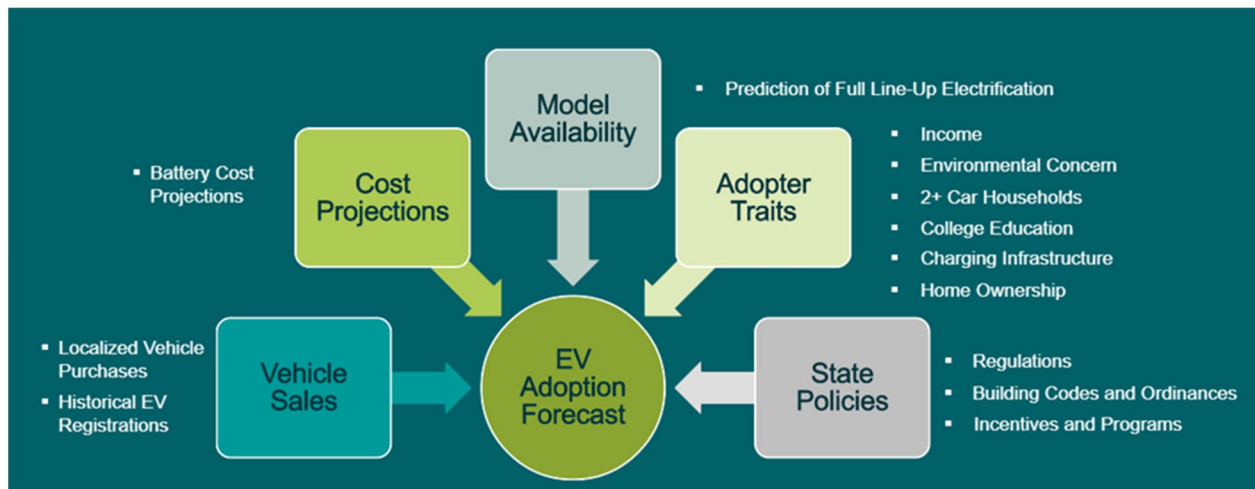 Model
Availability
Prediction of Full Line-Up Electrification
Battery Cost
Projections
Cost
Projections
Adopter
Traits
Income
Environmental Concern
2+ Car Households
College Education
Charging Infrastructure
Home Ownership
Localized Vehicle
Purchases
Historical EV
Registrations
Vehicle
Sales
EV
Adoption
Forecast
State
Policies
Regulations
Building Codes and Ordinances
Incentives and Programs